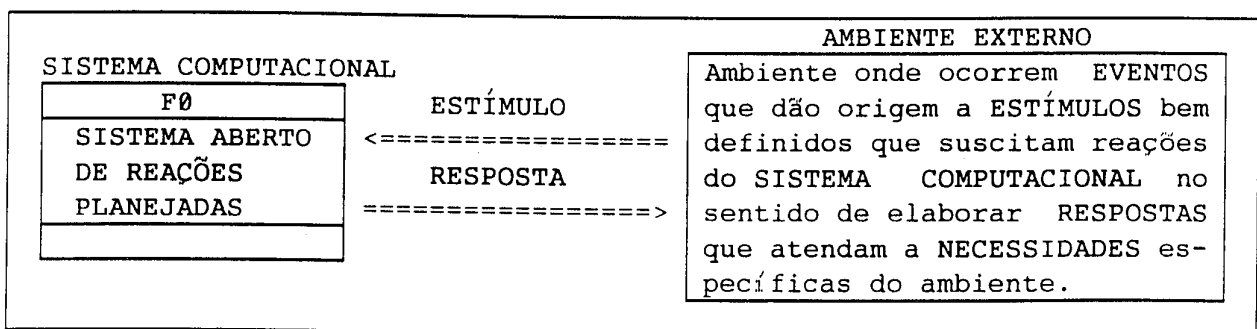 SISTEMA COMPUTACIONAL
FØ
SISTEMA ABERTO
DE REAÇÕES
PLANEJADAS
ESTÍMULO
<=================
RESPOSTA
=================>
AMBIENTE EXTERNO
Ambiente onde ocorrem EVENTOS
que dão origem a ESTÍMULOS bem
definidos que suscitam reações
do SISTEMA COMPUTACIONAL no
sentido de elaborar RESPOSTAS
que atendam a NECESSIDADES es-
pecíficas do ambiente.